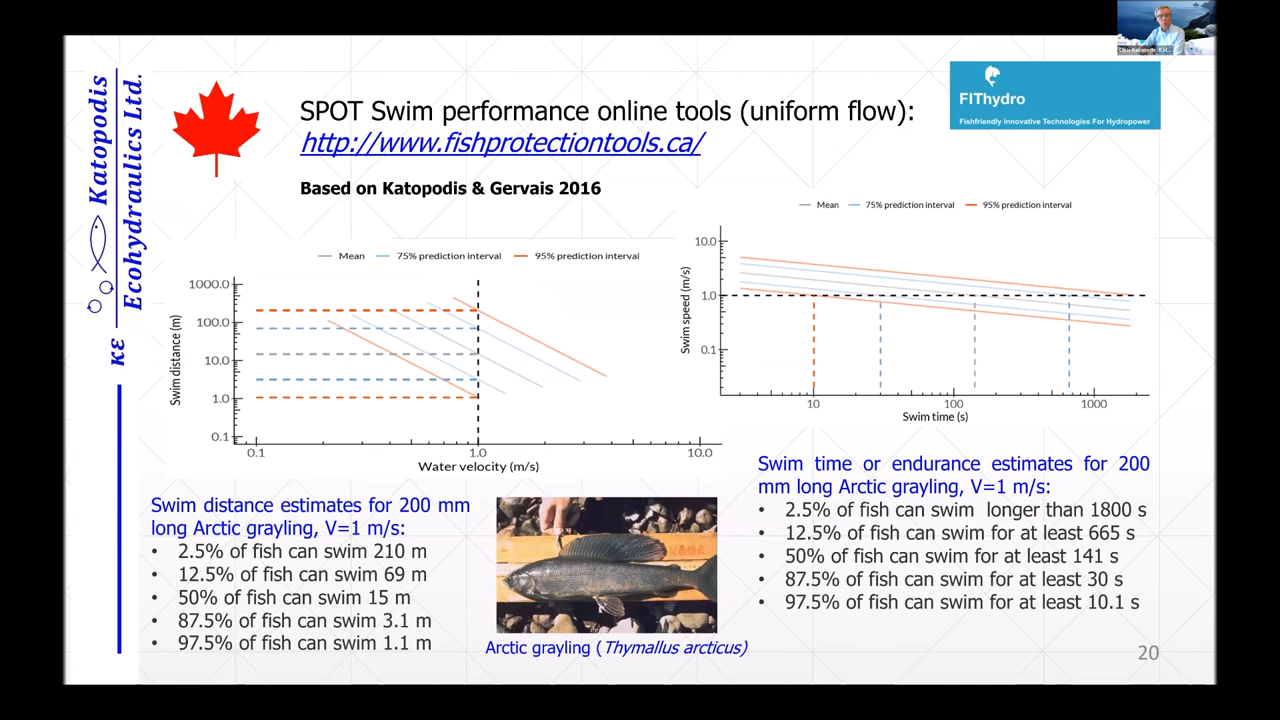 Katopodis
Ecohydraulics Ltd.
κε
SPOT Swim performance online tools (uniform flow):
http://www.fishprotectiontools.ca/
Based on Katopodis & Gervais 2016
FIThydro
Fishfriendly Innovative Technologies For Hydropower
Mean 75% prediction interval 95% prediction interval
1000.0
100.0
10.0
1.0
0.1
Swim distance (m)
0.1 1.0 10.0
Water velocity (m/s)
Mean 75% prediction interval 95% prediction interval
10.0
1.0
0.1
Swim speed (m/s)
10 100 1000
Swim time (s)
Swim distance estimates for 200 mm
long Arctic grayling, V=1 m/s:
• 2.5% of fish can swim 210 m
• 12.5% of fish can swim 69 m
• 50% of fish can swim 15 m
• 87.5% of fish can swim 3.1 m
• 97.5% of fish can swim 1.1 m
Arctic grayling (Thymallus arcticus)
Swim time or endurance estimates for 200
mm long Arctic grayling, V=1 m/s:
• 2.5% of fish can swim longer than 1800 s
• 12.5% of fish can swim for at least 665 s
• 50% of fish can swim for at least 141 s
• 87.5% of fish can swim for at least 30 s
• 97.5% of fish can swim for at least 10.1 s
20